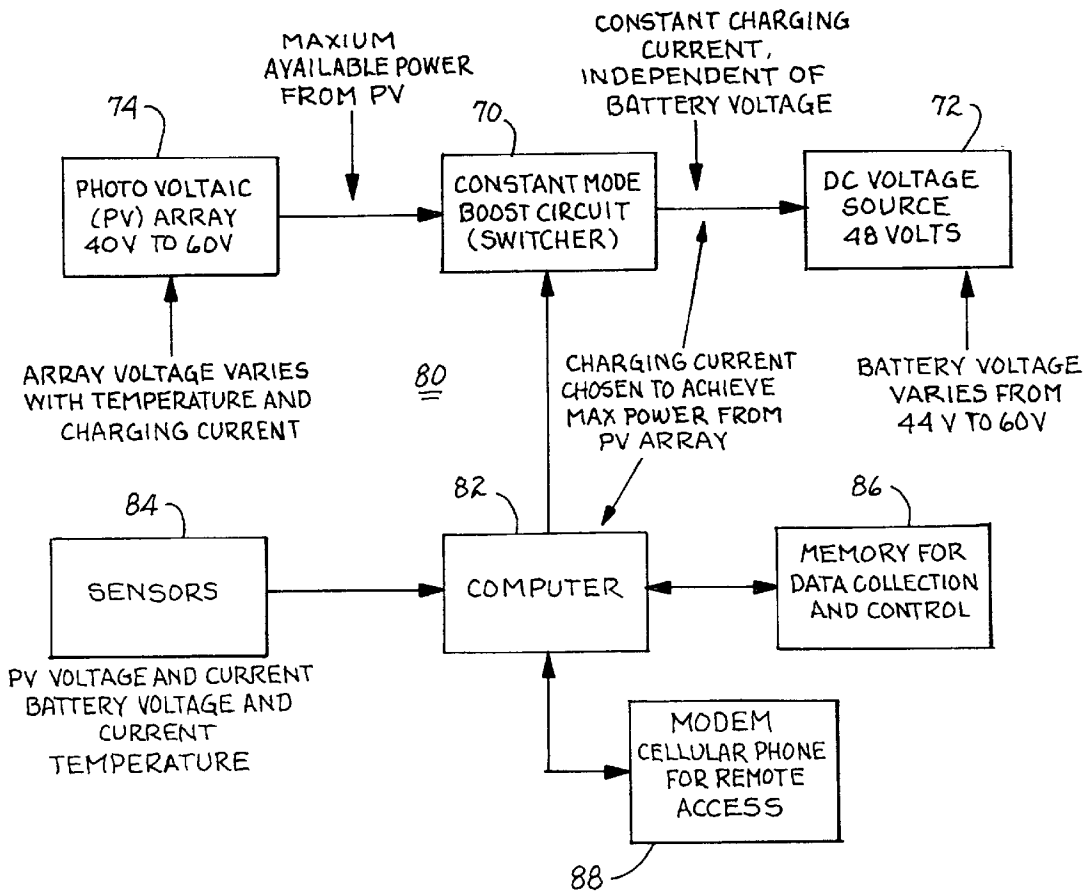 MAXIUM
AVAILABLE POWER
FROM PV
CONSTANT CHARGING
CURRENT,
INDEPENDENT OF
BATTERY VOLTAGE
74
PHOTO VOLTAIC
(PV) ARRAY
40V TO 60V
70
CONSTANT MODE
BOOST CIRCUIT
(SWITCHER)
72
DC VOLTAGE
SOURCE
48 VOLTS
ARRAY VOLTAGE VARIES
WITH TEMPERATURE AND
CHARGING CURRENT
80
CHARGING CURRENT
CHOSEN TO ACHIEVE
MAX POWER FROM
PV ARRAY
BATTERY VOLTAGE
VARIES FROM
44V TO 60V
84
SENSORS
PV VOLTAGE AND CURRENT
BATTERY VOLTAGE AND
CURRENT
TEMPERATURE
82
COMPUTER
86
MEMORY FOR
DATA COLLECTION
AND CONTROL
MODEM
CELLULAR PHONE
FOR REMOTE
ACCESS
88